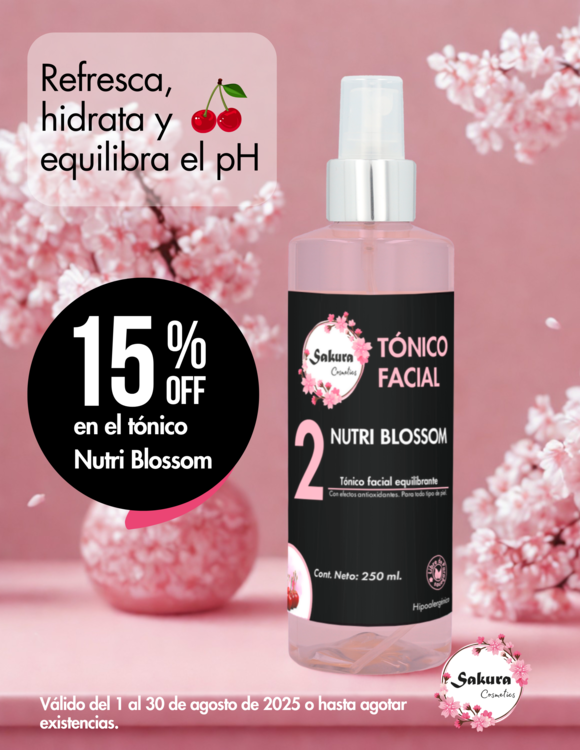 Refresca,
hidrata y
equilibra el pH
15%
OFF
en el tónico
Nutri Blossom
Sakura
Cosmetics
TÓNICO
FACIAL
2
NUTRI BLOSSOM
Tónico facial equilibrante
Con efectos antioxidantes. Para todo tipo de piel
Cont. Neto: 250 ml.
Hipoalergénico
Sakura
Cosmetics
Válido del 1 al 30 de agosto de 2025 o hasta agotar
existencias.